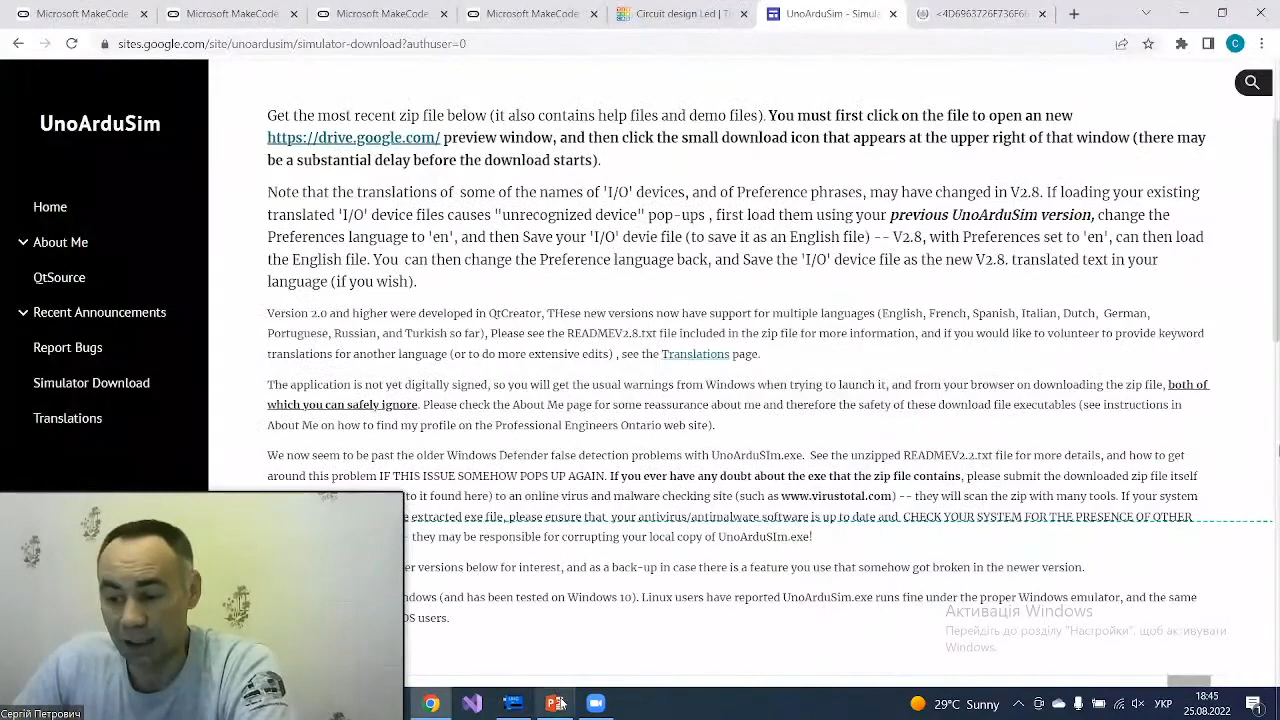 Microsoft MakeCode
Microsoft MakeCode
Microsoft MakeCode
Microsoft MakeCode
Circuit design Led | Ti
UnoArduSim - Simula
<4D6963726F736F66
sites.google.com/site/unoardusim/simulator-download?authuser=0
C
UnoArduSim
Home
About Me
QtSource
Recent Announcements
Report Bugs
Simulator Download
Translations
Get the most recent zip file below (it also contains help files and demo files). You must first click on the file to open an new
https://drive.google.com/ preview window, and then click the small download icon that appears at the upper right of that window (there may
be a substantial delay before the download starts).
Note that the translations of some of the names of 'I/O' devices, and of Preference phrases, may have changed in V2.8. If loading your existing
translated 'I/O' device files causes "unrecognized device" pop-ups , first load them using your previous UnoArduSim version, change the
Preferences language to 'en', and then Save your 'I/O' devie file (to save it as an English file) -- V2.8, with Preferences set to 'en', can then load
the English file. You can then change the Preference language back, and Save the 'I/O' device file as the new V2.8. translated text in your
language (if you wish).
Version 2.0 and higher were developed in QtCreator, THese new versions now have support for multiple languages (English, French, Spanish, Italian, Dutch, German,
Portuguese, Russian, and Turkish so far), Please see the READMEV2.8.txt file included in the zip file for more information, and if you would like to volunteer to provide keyword
translations for another language (or to do more extensive edits) , see the Translations page.
The application is not yet digitally signed, so you will get the usual warnings from Windows when trying to launch it, and from your browser on downloading the zip file, both of
which you can safely ignore. Please check the About Me page for some reassurance about me and therefore the safety of these download file executables (see instructions in
About Me on how to find my profile on the Professional Engineers Ontario web site).
We now seem to be past the older Windows Defender false detection problems with UnoArduSIm.exe. See the unzipped READMEV2.2.txt file for more details, and how to get
around this problem IF THIS ISSUE SOMEHOW POPS UP AGAIN. If you ever have any doubt about the exe that the zip file contains, please submit the downloaded zip file itself
to it found here) to an online virus and malware checking site (such as www.virustotal.com) -- they will scan the zip with many tools. If your system
extracted exe file, please ensure that your antivirus/antimalware software is up to date and CHECK YOUR SYSTEM FOR THE PRESENCE OF OTHER
- they may be responsible for corrupting your local copy of UnoArduSIm.exe!
er versions below for interest, and as a back-up in case there is a feature you use that somehow got broken in the newer version.
ndows (and has been tested on Windows 10). Linux users have reported UnoArduSim.exe runs fine under the proper Windows emulator, and the same
OS users.
Активація Windows
Перейдіть до розділу "Настройки", щоб активувати
Windows.
Сергій Петрович
29°C Sunny
УКР
18:45
25.08.2022